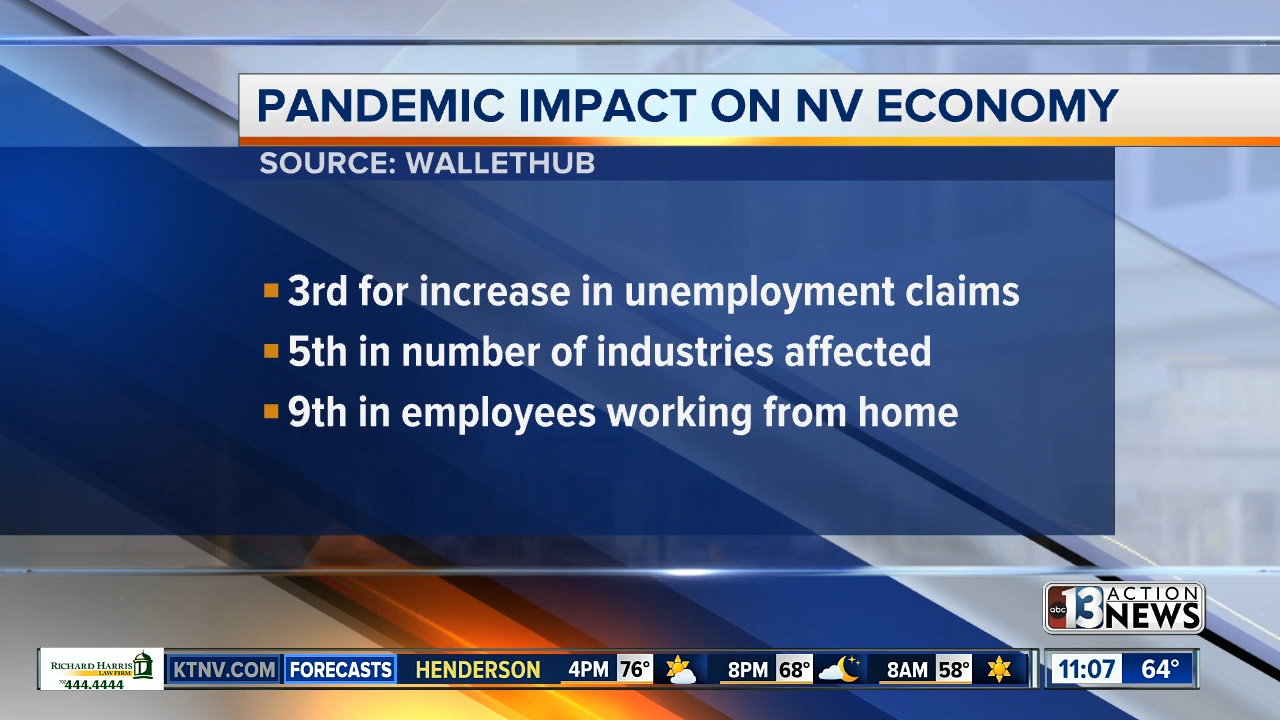 PANDEMIC IMPACT ON NV ECONOMY
SOURCE: WALLETHUB
3rd for increase in unemployment claims
5th in number of industries affected
9th in employees working from home
abc 13 ACTION NEWS
RICHARD HARRIS
LAW FIRM
702 444.4444
KTNV.COM FORECASTS HENDERSON 4PM 76° 8PM 68° 8AM 58° 11:07 64°